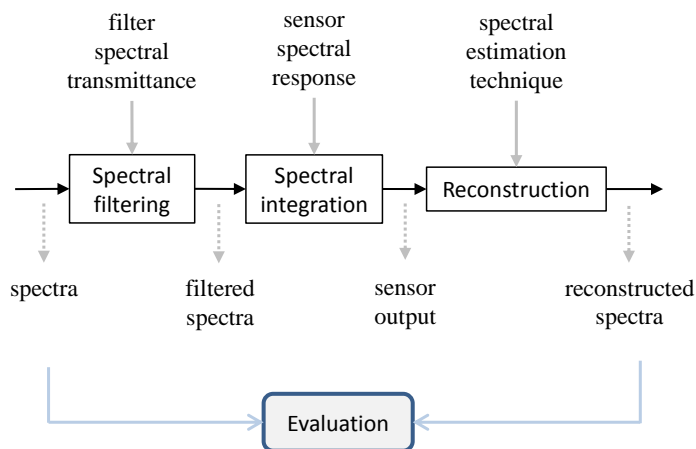 filter
spectral
transmittance
sensor
spectral
response
spectral
estimation
technique
Spectral
filtering
Spectral
integration
Reconstruction
spectra
filtered
spectra
sensor
output
reconstructed
spectra
Evaluation